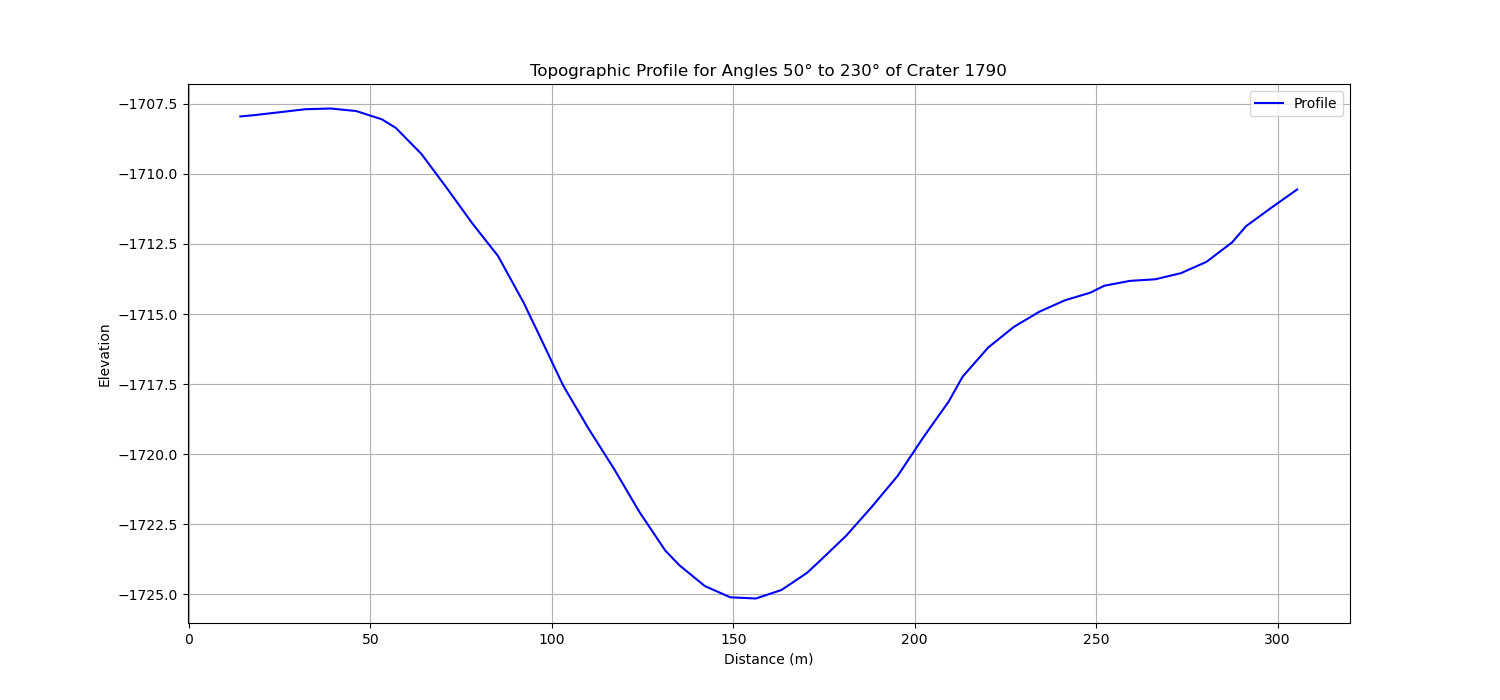 Topographic Profile for Angles 50° to 230° of Crater 1790
Profile
−1707.5
−1710.0
−1712.5
−1715.0
−1717.5
−1720.0
−1722.5
−1725.0
Elevation
0 50 100 150 200 250 300
Distance (m)